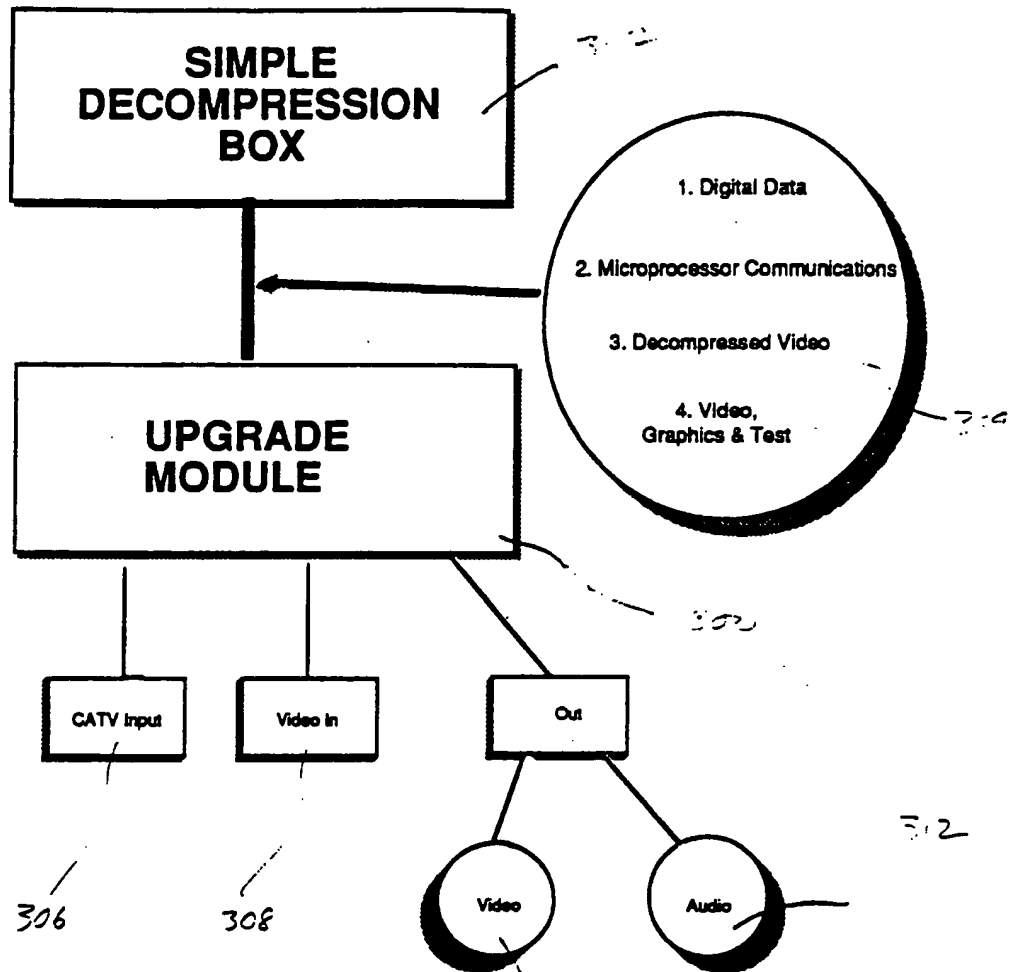 SIMPLE
DECOMPRESSION
BOX
1. Digital Data
2. Microprocessor Communications
3. Decompressed Video
4. Video,
Graphics & Test
UPGRADE
MODULE
CATV Input
Video In
Out
312
Video
Audio
306
308